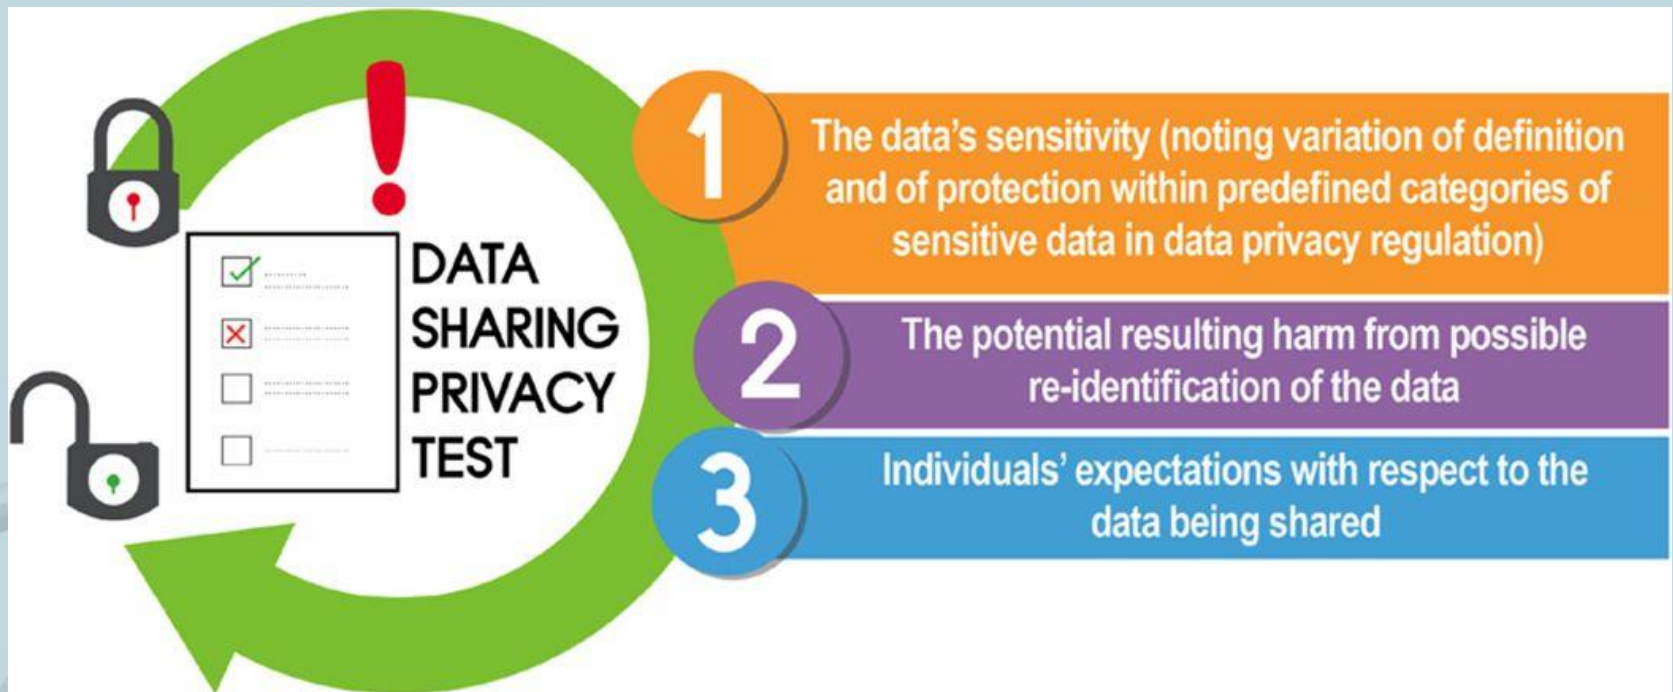 DATA
SHARING
PRIVACY
TEST
1
The data's sensitivity (noting variation of definition
and of protection within predefined categories of
sensitive data in data privacy regulation)
2
The potential resulting harm from possible
re-identification of the data
3
Individuals' expectations with respect to the
data being shared